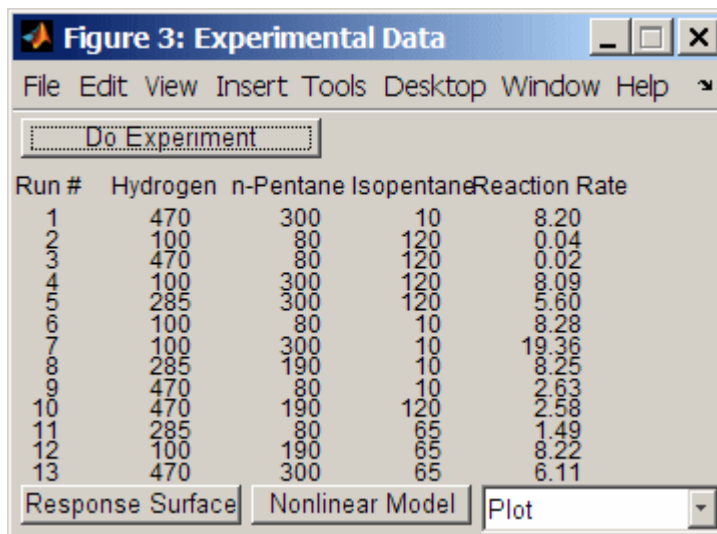 Figure 3: Experimental Data
File Edit View Insert Tools Desktop Window Help
Do Experiment
Run # Hydrogen n-Pentane Isopentane Reaction Rate
1 470 300 10 8.20
2 100 80 120 0.04
3 470 80 120 0.02
4 100 300 120 8.09
5 285 300 120 5.60
6 100 80 10 8.28
7 100 300 10 19.36
8 285 190 10 8.25
9 470 80 10 2.63
10 470 190 120 2.58
11 285 80 65 1.49
12 100 190 65 8.22
13 470 300 65 6.11
Response Surface Nonlinear Model Plot